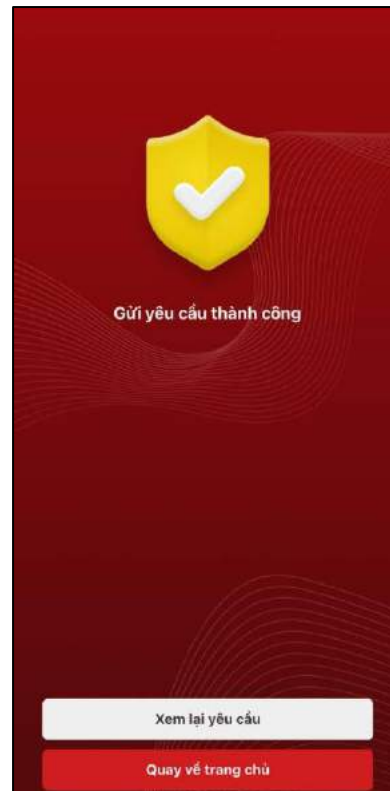 Gửi yêu cầu thành công
Xem lại yêu cầu
Quay về trang chủ